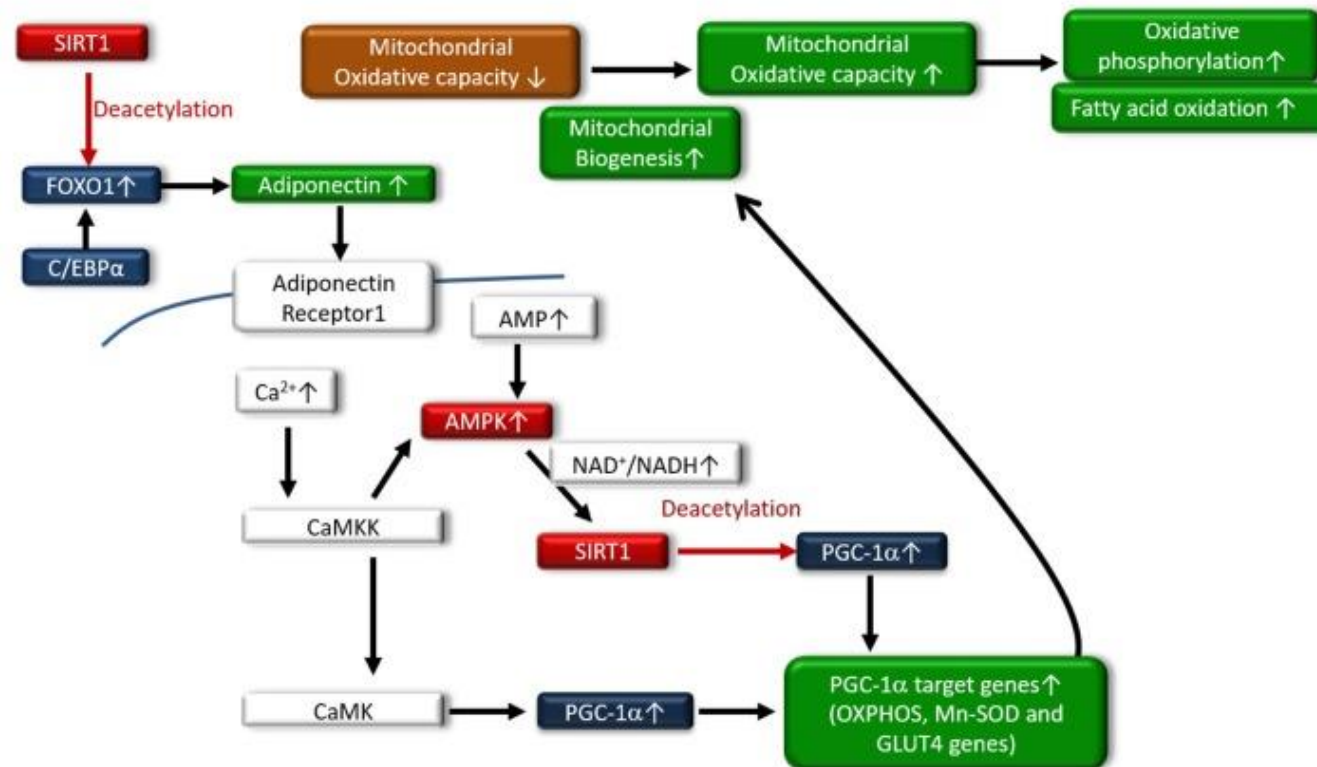 SIRT1
Mitochondrial
Oxidative capacity ↓
Mitochondrial
Oxidative capacity ↑
Oxidative
phosphorylation↑
Fatty acid oxidation ↑
Deacetylation
Mitochondrial
Biogenesis↑
FOXO1↑
Adiponectin ↑
C/EBPα
Adiponectin
Receptor1
AMP↑
Ca²⁺↑
AMPK↑
NAD⁺/NADH↑
CaMKK
Deacetylation
SIRT1
PGC-1α↑
CaMK
PGC-1α↑
PGC-1α target genes↑
(OXPHOS, Mn-SOD and
GLUT4 genes)